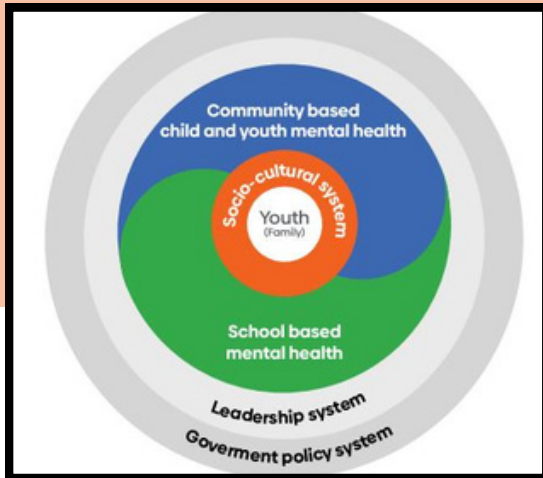 Community based
child and youth mental health
Socio-cultural system
Youth
(Family)
School based
mental health
Leadership system
Goverment policy system